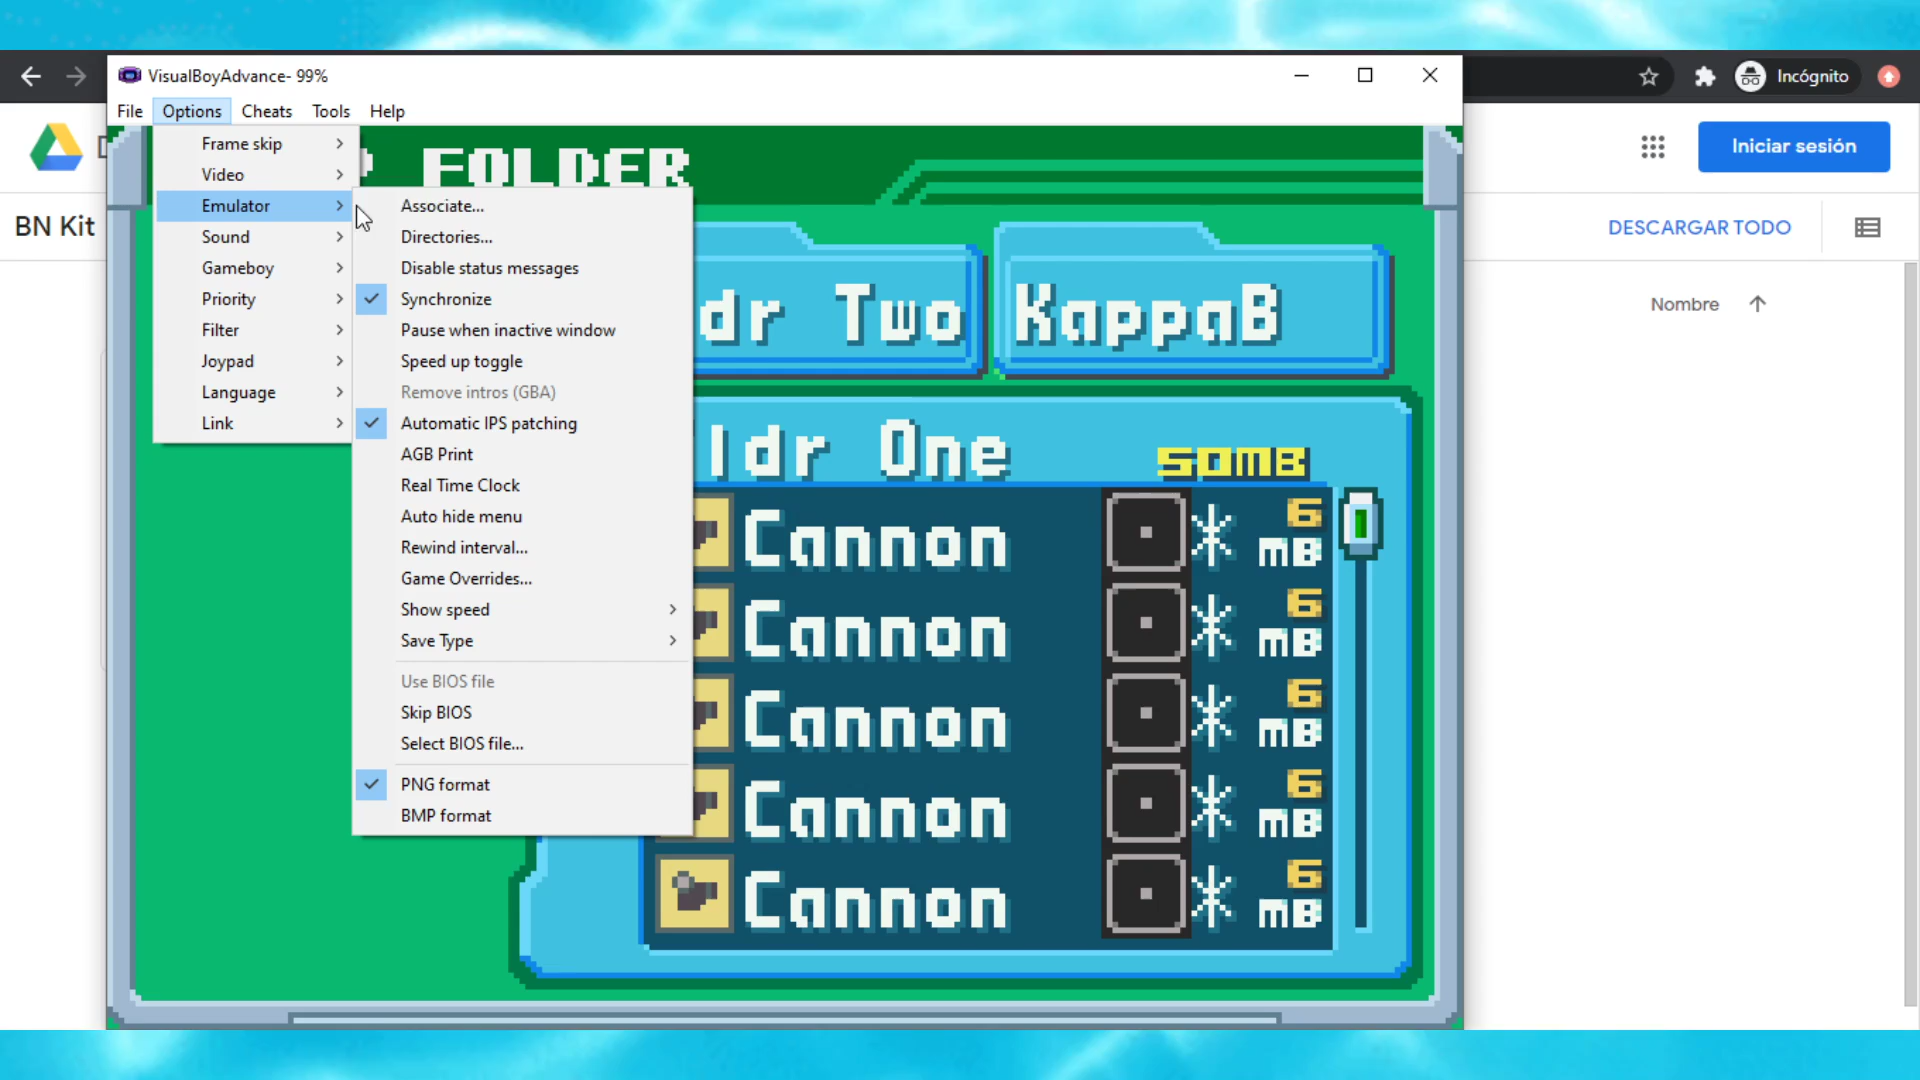 VisualBoyAdvance- 99%
Incógnito
File Options Cheats Tools Help
Iniciar sesión
BN Kit
DESCARGAR TODO
Nombre
Frame skip
Video
Emulator
Sound
Gameboy
Priority
Filter
Joypad
Language
Link
Associate...
Directories...
Disable status messages
Synchronize
Pause when inactive window
Speed up toggle
Remove intros (GBA)
Automatic IPS patching
AGB Print
Real Time Clock
Auto hide menu
Rewind interval...
Game Overrides...
Show speed
Save Type
Use BIOS file
Skip BIOS
Select BIOS file...
PNG format
BMP format
FOLDER
dr Two
KappaB
ldr One
50MB
Cannon * 6 MB
Cannon * 6 MB
Cannon * 6 MB
Cannon * 6 MB
Cannon * 6 MB